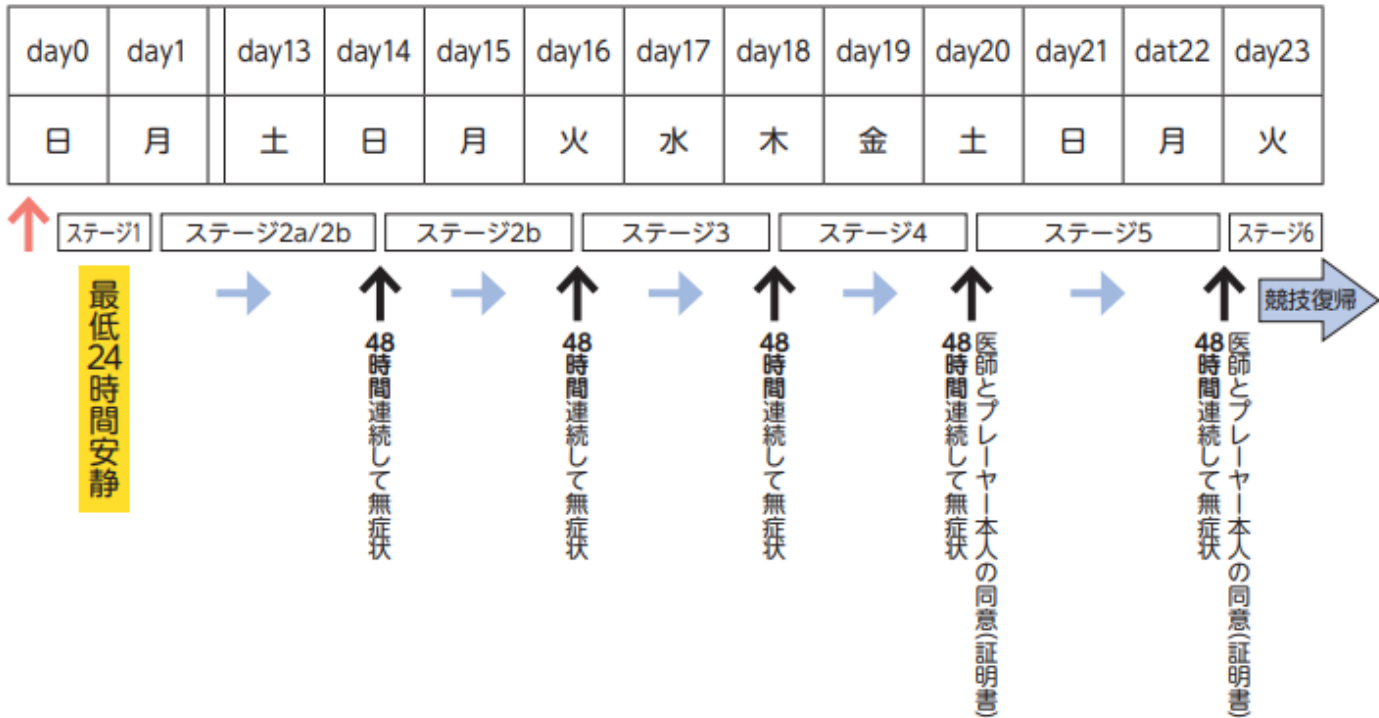 day0 day1 day13 day14 day15 day16 day17 day18 day19 day20 day21 dat22 day23
日 月 土 日 月 火 水 木 金 土 日 月 火
ステージ1 ステージ2a/2b ステージ2b ステージ3 ステージ4 ステージ5 ステージ6
最低24時間安静
48時間連続して無症状
48時間連続して無症状
48時間連続して無症状
医師とプレーヤー本人の同意(証明書)
48時間連続して無症状
医師とプレーヤー本人の同意(証明書)
48時間連続して無症状
競技復帰